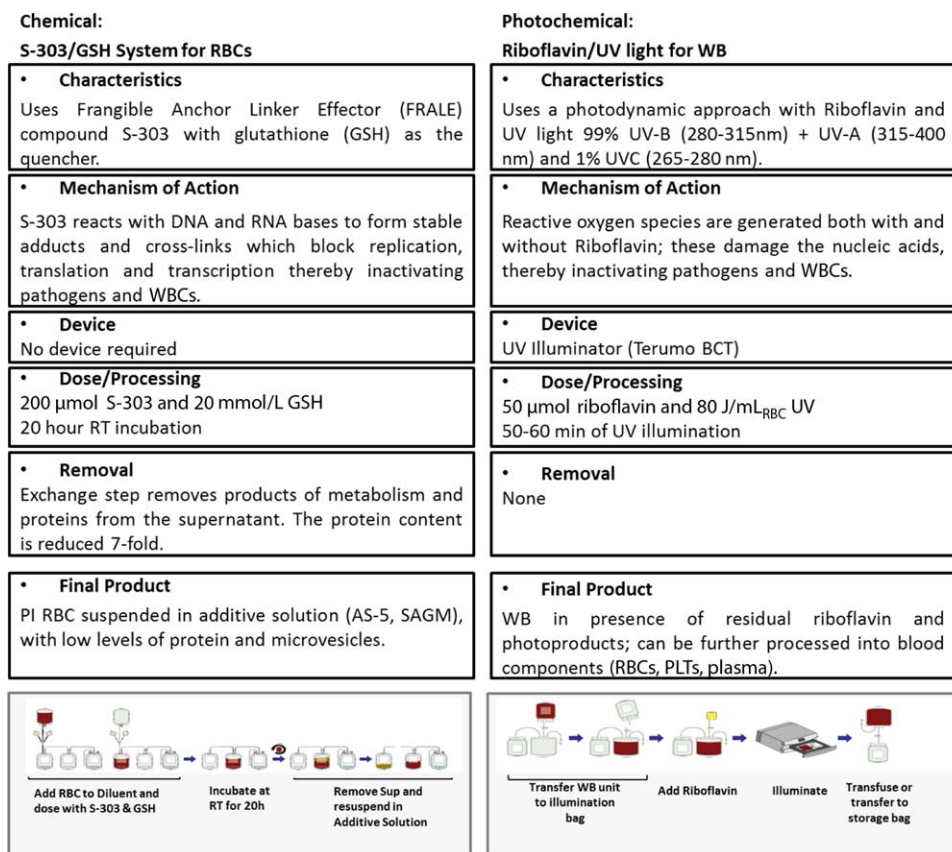 Chemical:
S-303/GSH System for RBCs
• Characteristics
Uses Frangible Anchor Linker Effector (FRALE)
compound S-303 with glutathione (GSH) as the
quencher.
• Mechanism of Action
S-303 reacts with DNA and RNA bases to form stable
adducts and cross-links which block replication,
translation and transcription thereby inactivating
pathogens and WBCs.
• Device
No device required
• Dose/Processing
200 µmol S-303 and 20 mmol/L GSH
20 hour RT incubation
• Removal
Exchange step removes products of metabolism and
proteins from the supernatant. The protein content
is reduced 7-fold.
• Final Product
PI RBC suspended in additive solution (AS-5, SAGM),
with low levels of protein and microvesicles.
Add RBC to Diluent and
dose with S-303 & GSH
Incubate at
RT for 20h
Remove Sup and
resuspend in
Additive Solution
Photochemical:
Riboflavin/UV light for WB
• Characteristics
Uses a photodynamic approach with Riboflavin and
UV light 99% UV-B (280-315nm) + UV-A (315-400
nm) and 1% UVC (265-280 nm).
• Mechanism of Action
Reactive oxygen species are generated both with and
without Riboflavin; these damage the nucleic acids,
thereby inactivating pathogens and WBCs.
• Device
UV Illuminator (Terumo BCT)
• Dose/Processing
50 µmol riboflavin and 80 J/mLRBC UV
50-60 min of UV illumination
• Removal
None
• Final Product
WB in presence of residual riboflavin and
photoproducts; can be further processed into blood
components (RBCs, PLTs, plasma).
Transfer WB unit
to illumination
bag
Add Riboflavin
Illuminate
Transfuse or
transfer to
storage bag